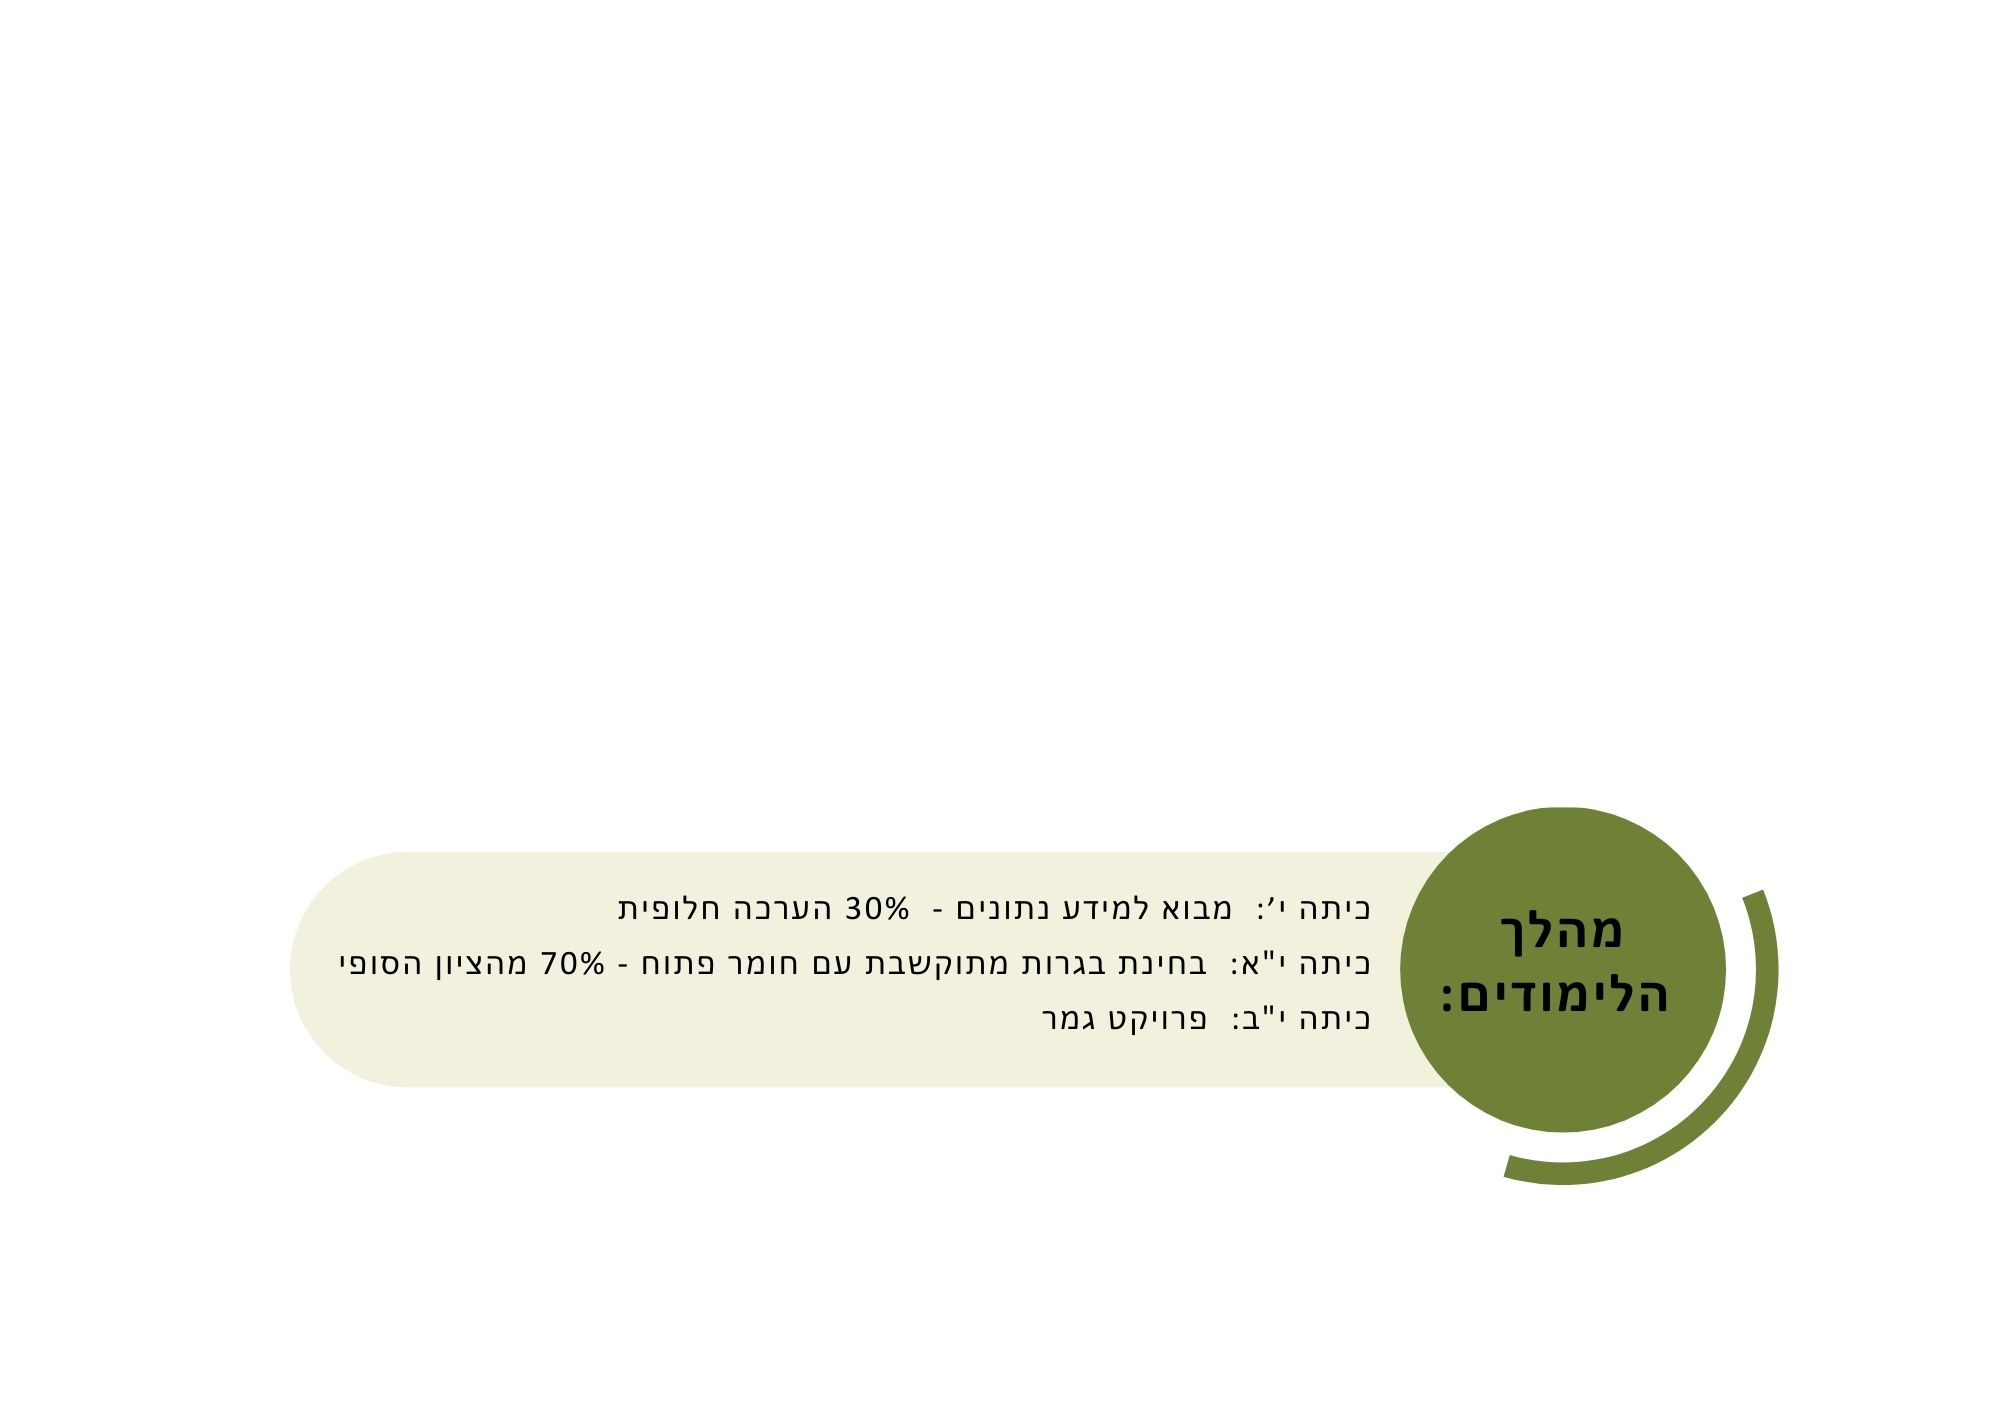 מהלך
הלימודים:
כיתה י’: מבוא למידע נתונים - 30% הערכה חלופית
כיתה י"א: בחינת בגרות מתוקשבת עם חומר פתוח - 70% מהציון הסופי
כיתה י"ב: פרויקט גמר